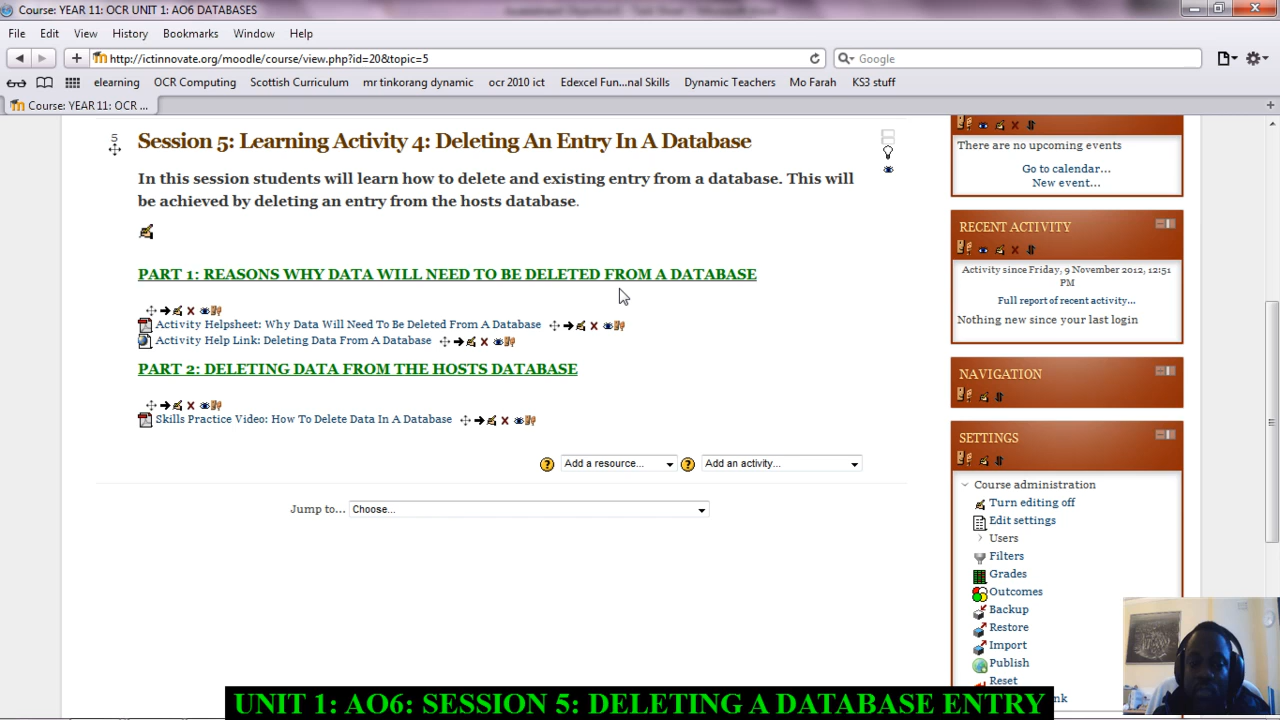 Course: YEAR 11: OCR UNIT 1: AO6 DATABASES
File Edit View History Bookmarks Window Help
http://ictinnovate.org/moodle/course/view.php?id=20&topic=5
Google
elearning OCR Computing Scottish Curriculum mr tinkorang dynamic ocr 2010 ict Edexcel Fun...nal Skills Dynamic Teachers Mo Farah KS3 stuff
Course: YEAR 11: OCR ...
5
Session 5: Learning Activity 4: Deleting An Entry In A Database
In this session students will learn how to delete and existing entry from a database. This will
be achieved by deleting an entry from the hosts database.
PART 1: REASONS WHY DATA WILL NEED TO BE DELETED FROM A DATABASE
Activity Helpsheet: Why Data Will Need To Be Deleted From A Database
Activity Help Link: Deleting Data From A Database
PART 2: DELETING DATA FROM THE HOSTS DATABASE
Skills Practice Video: How To Delete Data In A Database
Add a resource... Add an activity...
Jump to... Choose...
There are no upcoming events
Go to calendar...
New event...
RECENT ACTIVITY
Activity since Friday, 9 November 2012, 12:51
PM
Full report of recent activity...
Nothing new since your last login
NAVIGATION
SETTINGS
Course administration
Turn editing off
Edit settings
Users
Filters
Grades
Outcomes
Backup
Restore
Import
Publish
Reset
UNIT 1: AO6: SESSION 5: DELETING A DATABASE ENTRY